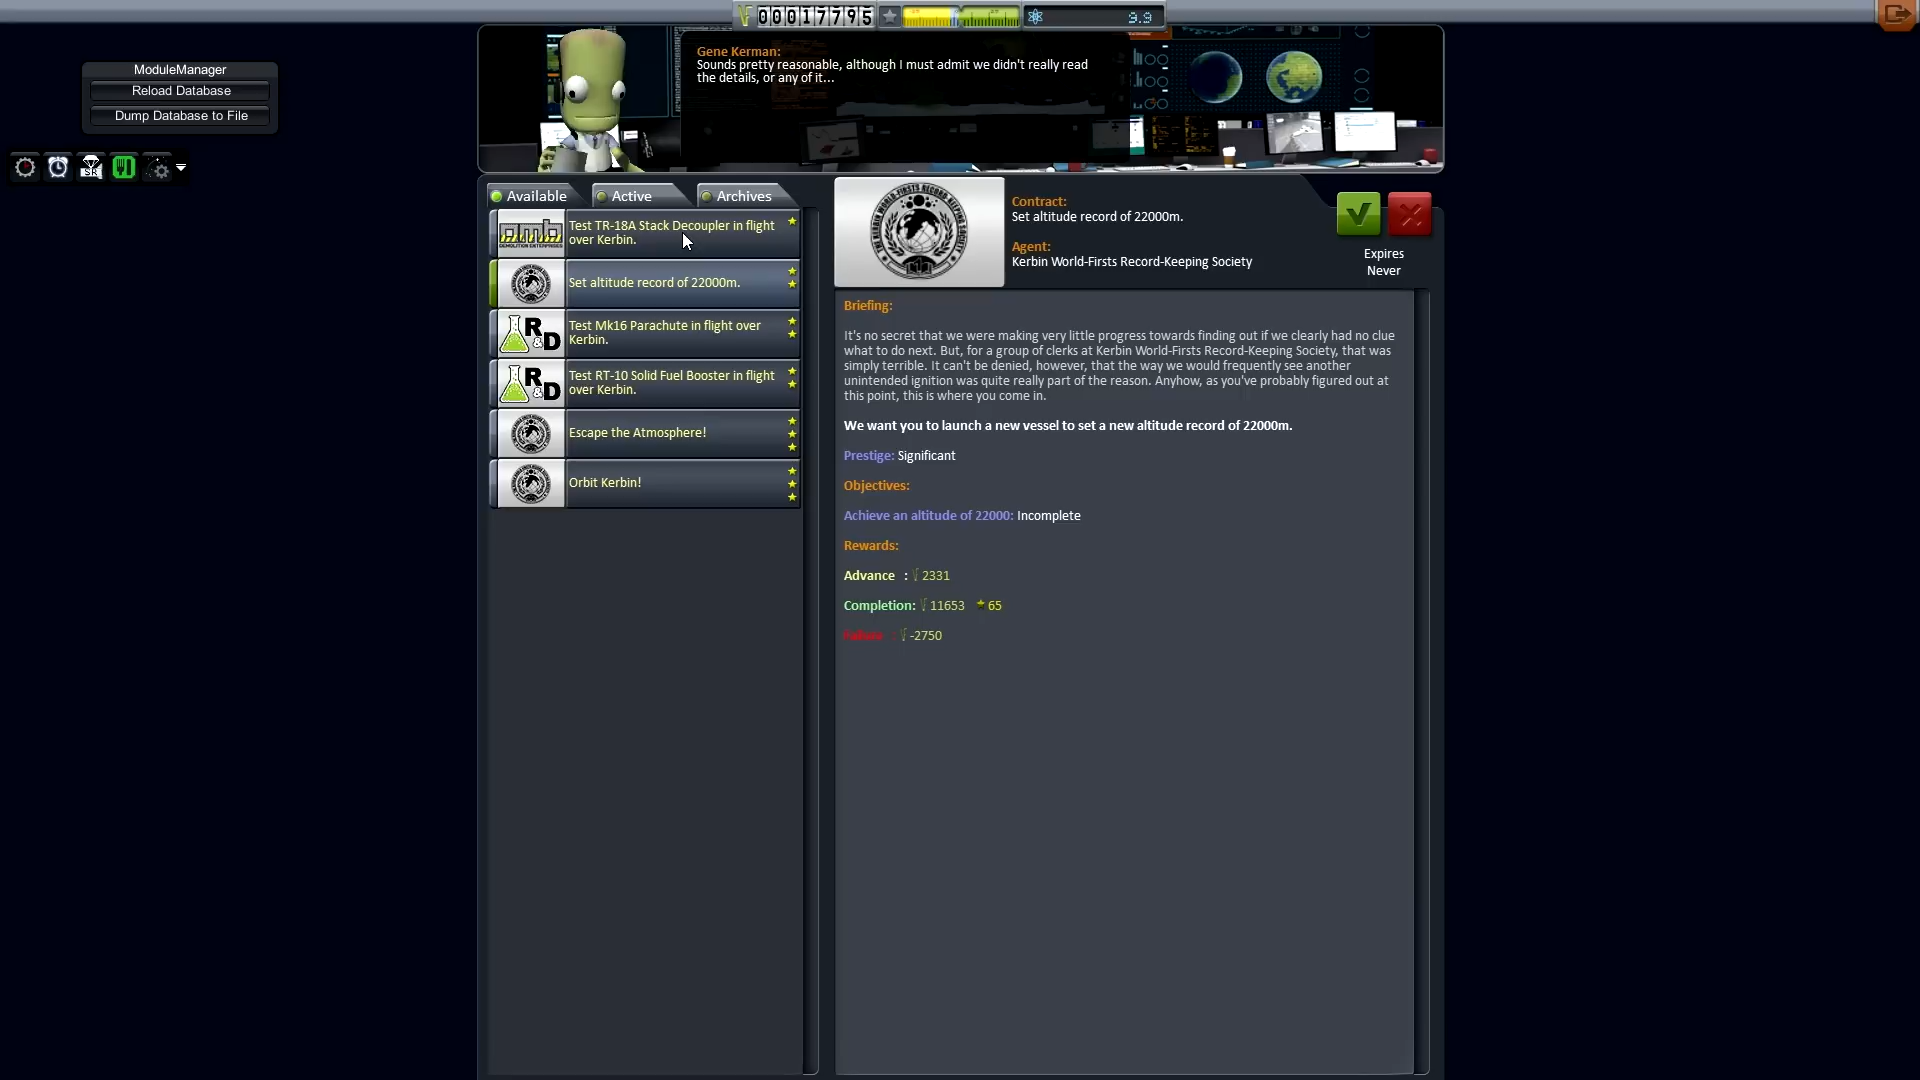 00017795
9.9
ModuleManager
Reload Database
Dump Database to File
SR
Gene Kerman:
Sounds pretty reasonable, although I must admit we didn't really read
the details, or any of it...
Available
Active
Archives
Test TR-18A Stack Decoupler in flight
over Kerbin.
Set altitude record of 22000m.
R&D
Test Mk16 Parachute in flight over
Kerbin.
R&D
Test RT-10 Solid Fuel Booster in flight
over Kerbin.
Escape the Atmosphere!
Orbit Kerbin!
Contract:
Set altitude record of 22000m.
Agent:
Kerbin World-Firsts Record-Keeping Society
Expires
Never
Briefing:
It's no secret that we were making very little progress towards finding out if we clearly had no clue
what to do next. But, for a group of clerks at Kerbin World-Firsts Record-Keeping Society, that was
simply terrible. It can't be denied, however, that the way we would frequently see another
unintended ignition was quite really part of the reason. Anyhow, as you've probably figured out at
this point, this is where you come in.
We want you to launch a new vessel to set a new altitude record of 22000m.
Prestige: Significant
Objectives:
Achieve an altitude of 22000: Incomplete
Rewards:
Advance : 2331
Completion: 11653 65
: -2750